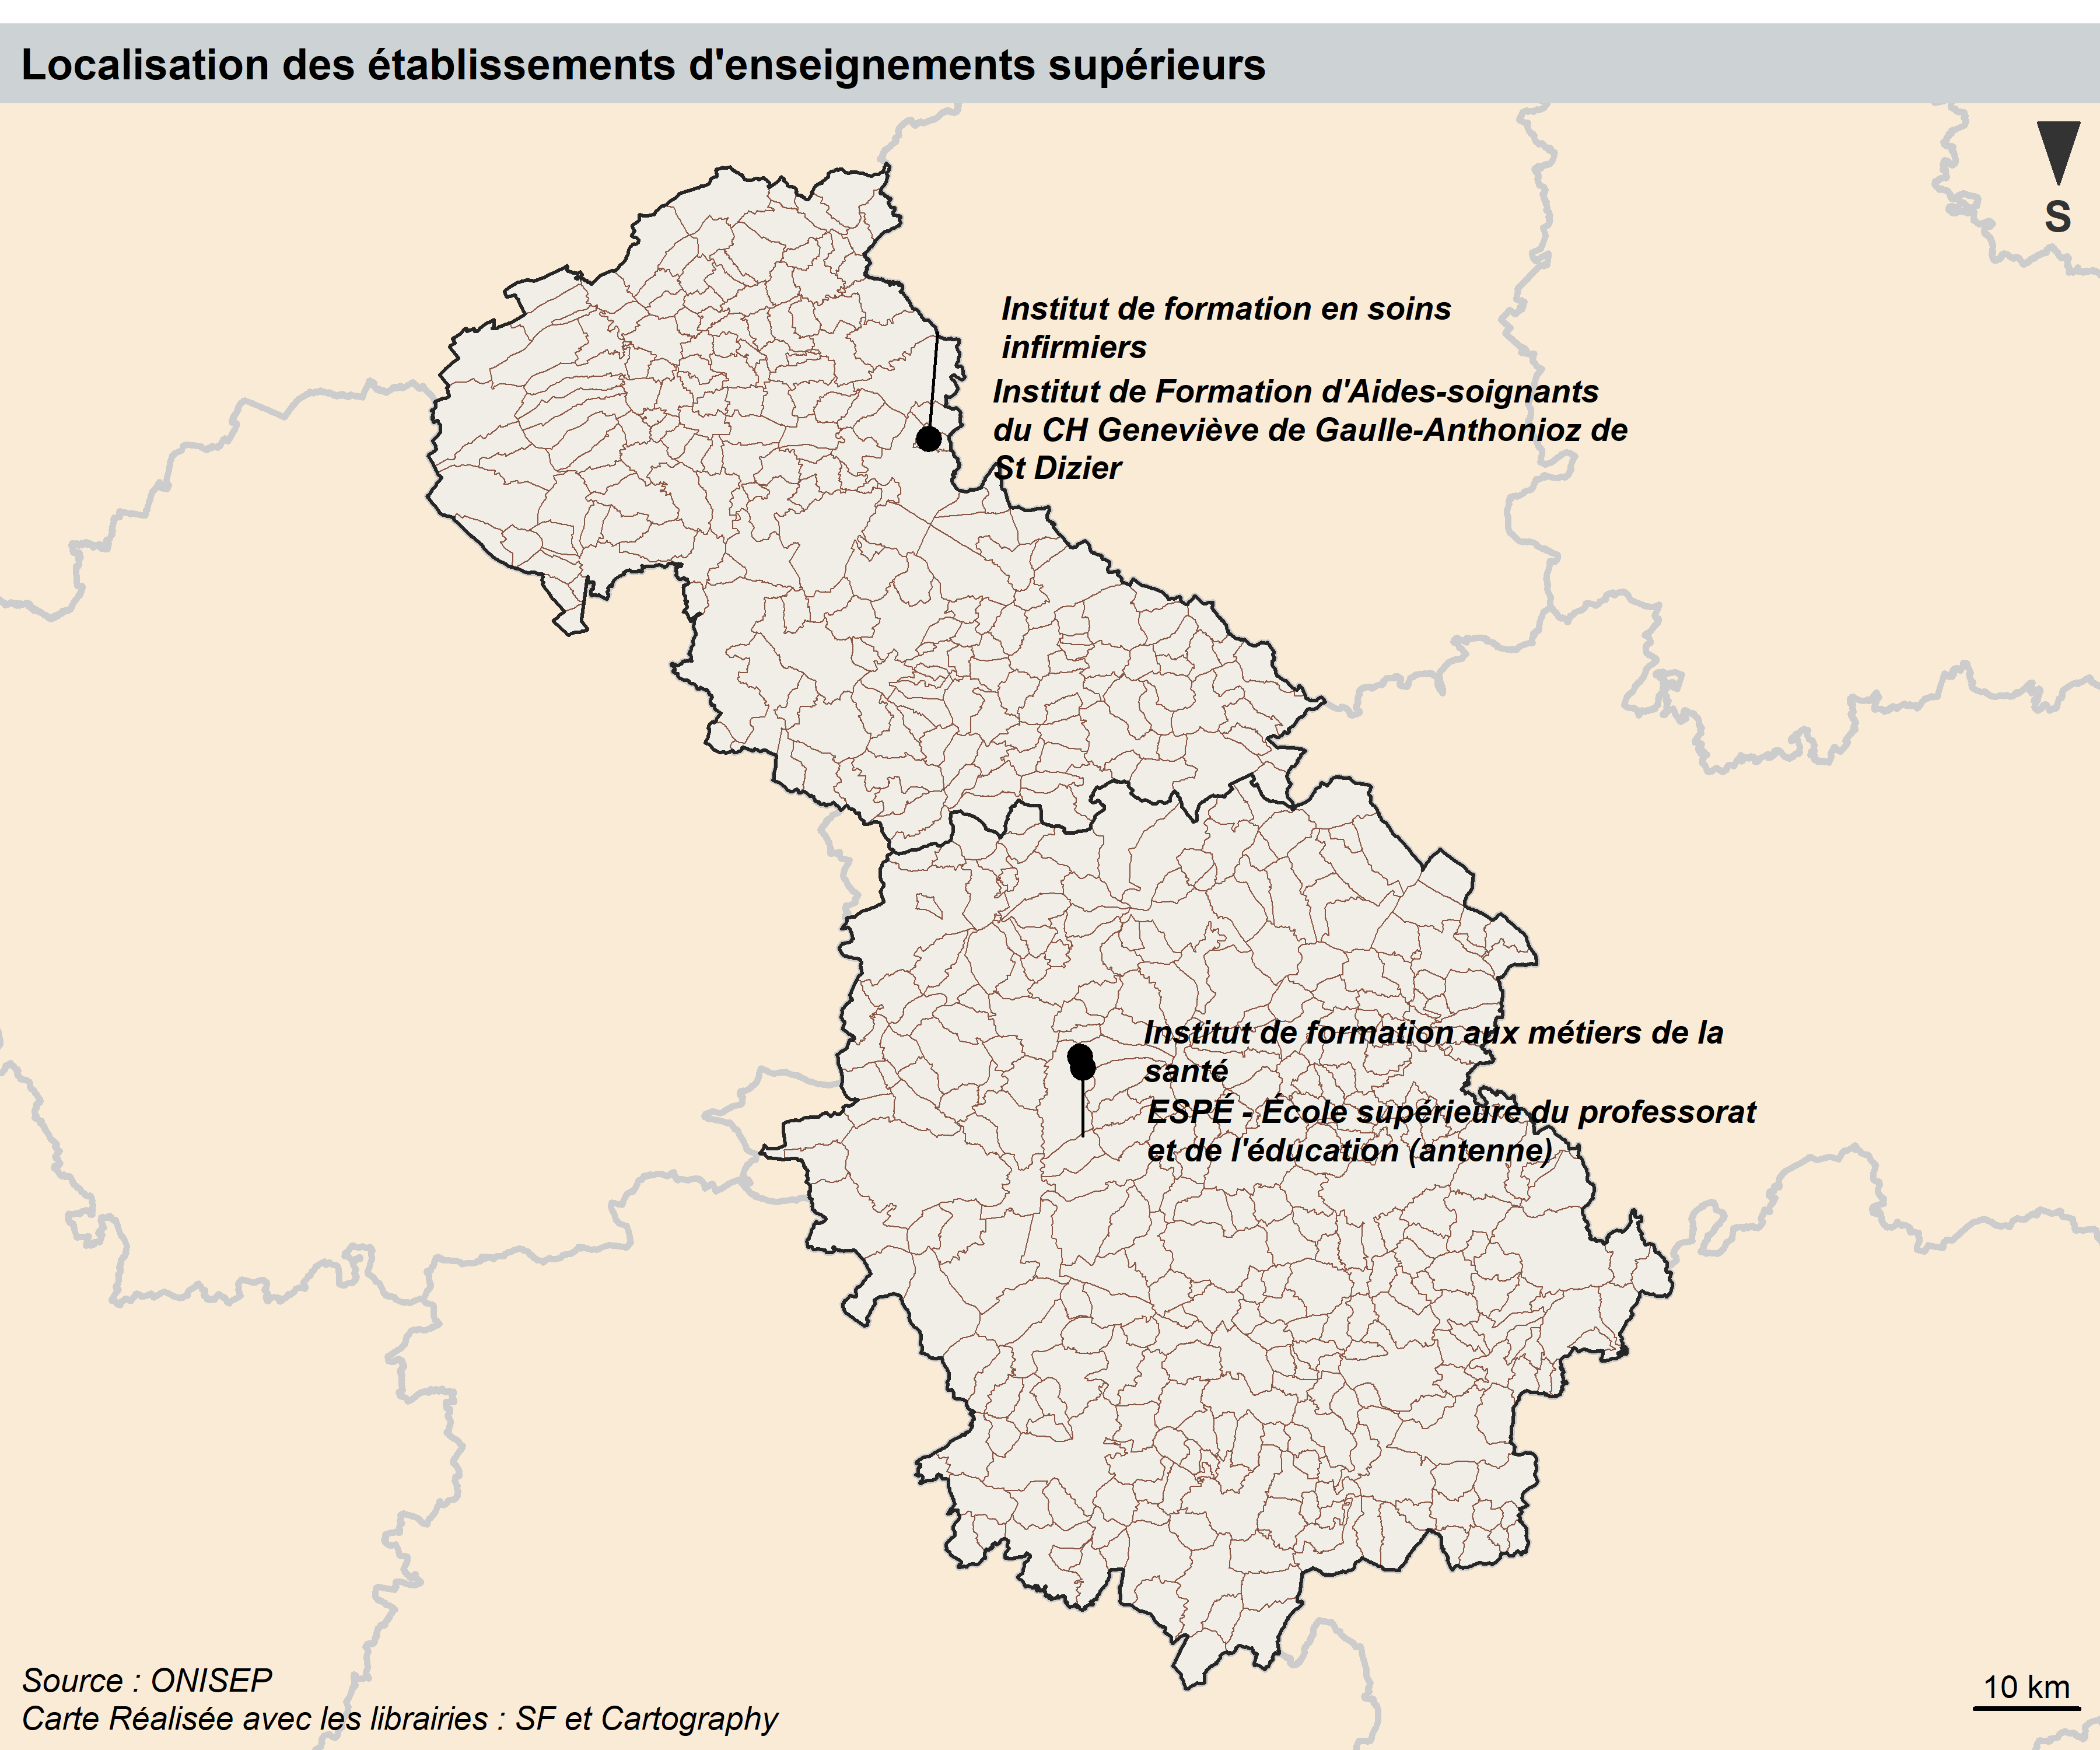 Localisation des établissements d'enseignements supérieurs
S
Institut de formation en soins
infirmiers
Institut de Formation d'Aides-soignants
du CH Geneviève de Gaulle-Anthonioz de
St Dizier
Institut de formation aux métiers de la
santé
ESPÉ - École supérieure du professorat
et de l'éducation (antenne)
Source : ONISEP
Carte Réalisée avec les librairies : SF et Cartography
10 km